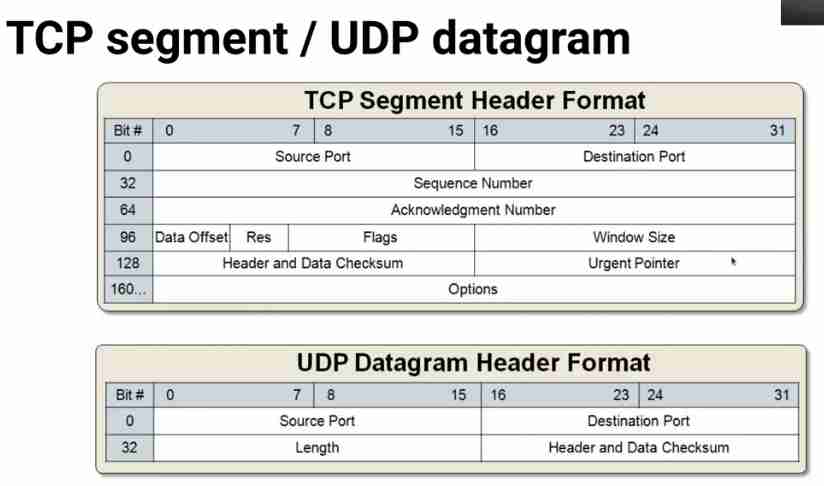 TCP segment / UDP datagram
TCP Segment Header Format
Bit # 0 7 8 15 16 23 24 31
0 Source Port Destination Port
32 Sequence Number
64 Acknowledgment Number
96 Data Offset Res Flags Window Size
128 Header and Data Checksum Urgent Pointer
160... Options
UDP Datagram Header Format
Bit # 0 7 8 15 16 23 24 31
0 Source Port Destination Port
32 Length Header and Data Checksum